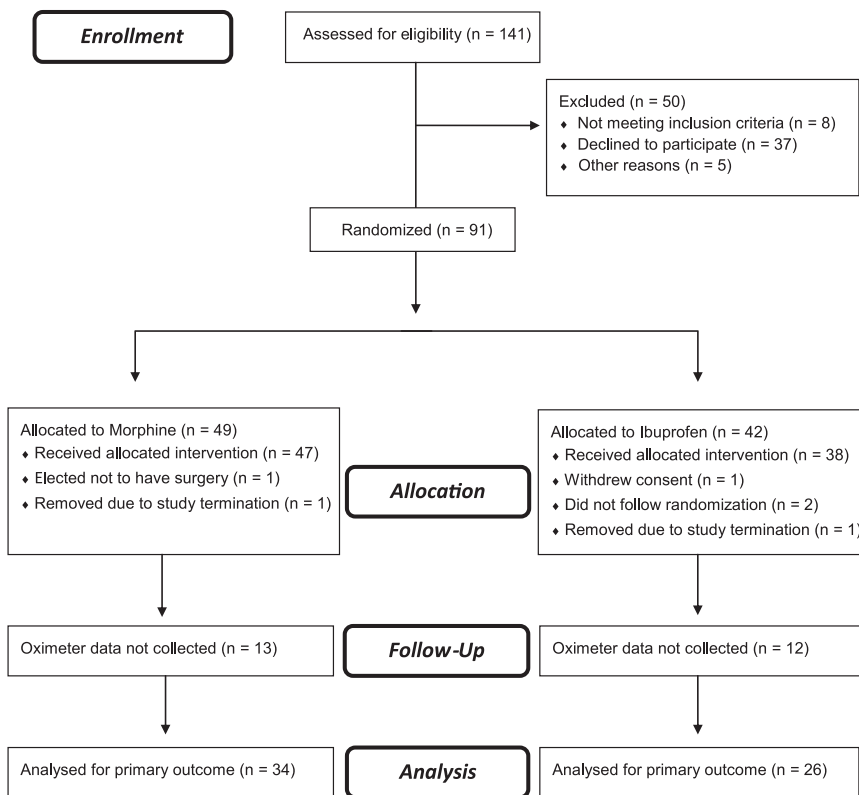 Enrollment
Assessed for eligibility (n = 141)
Excluded (n = 50)
♦ Not meeting inclusion criteria (n = 8)
♦ Declined to participate (n = 37)
♦ Other reasons (n = 5)
Randomized (n = 91)
Allocated to Morphine (n = 49)
♦ Received allocated intervention (n = 47)
♦ Elected not to have surgery (n = 1)
♦ Removed due to study termination (n = 1)
Allocation
Allocated to Ibuprofen (n = 42)
♦ Received allocated intervention (n = 38)
♦ Withdrew consent (n = 1)
♦ Did not follow randomization (n = 2)
♦ Removed due to study termination (n = 1)
Oximeter data not collected (n = 13)
Follow-Up
Oximeter data not collected (n = 12)
Analysed for primary outcome (n = 34)
Analysis
Analysed for primary outcome (n = 26)